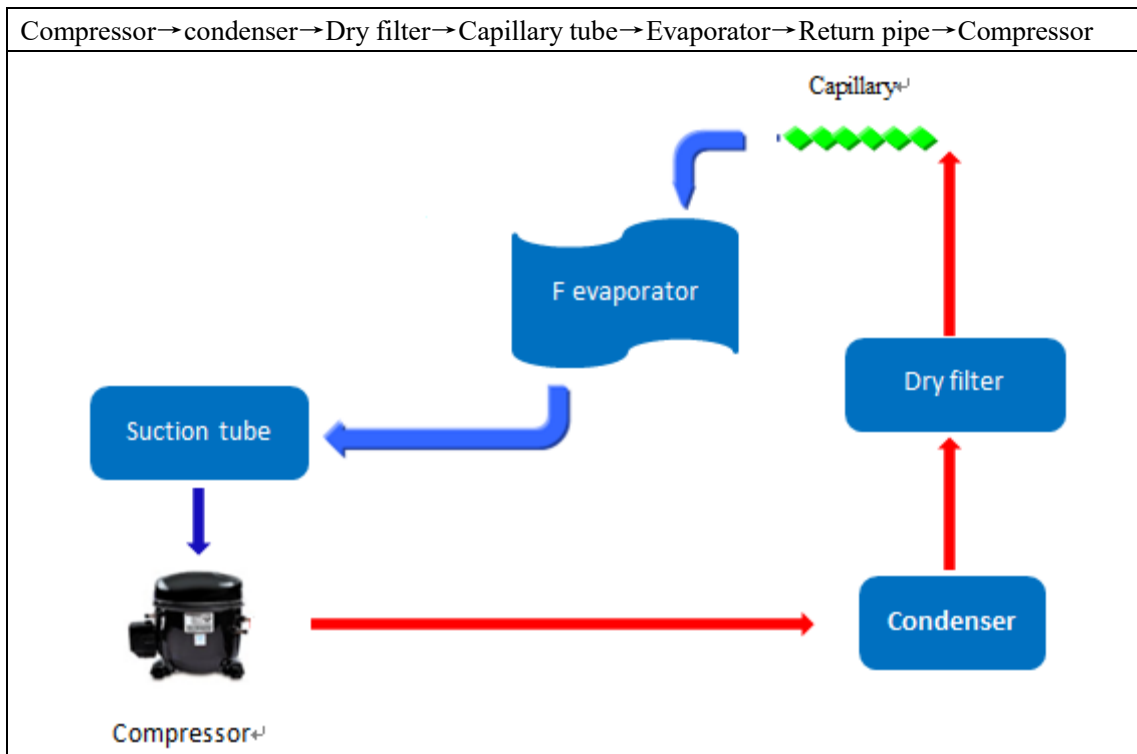 Compressor→condenser→Dry filter→Capillary tube→Evaporator→Return pipe→Compressor
Capillary↵
F evaporator
Dry filter
Suction tube
Condenser
Compressor↵